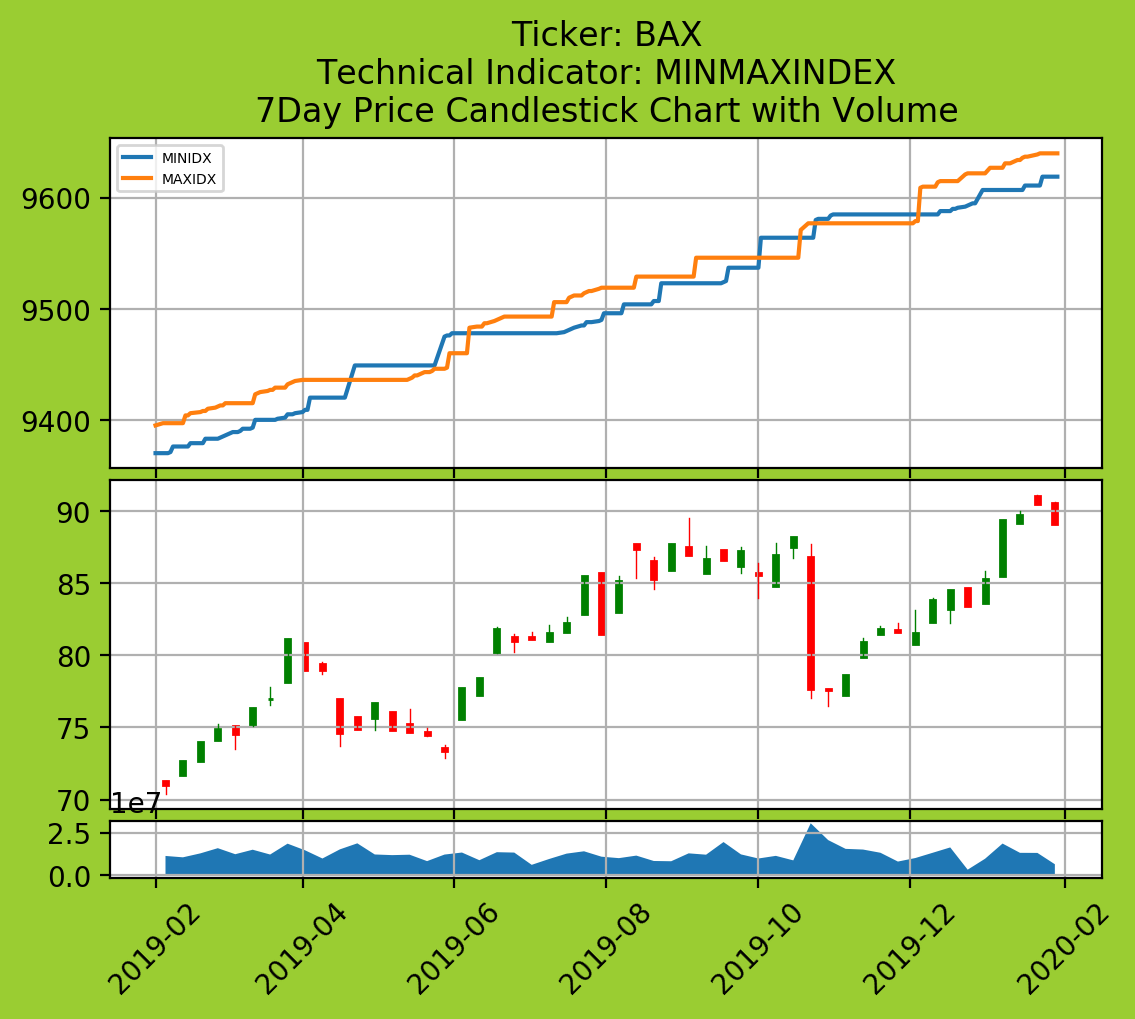 Ticker: BAX
Technical Indicator: MINMAXINDEX
7Day Price Candlestick Chart with Volume
MINIDX
MAXIDX
9600
9500
9400
90
85
80
75
70
1e7
2.5
0.0
2019-02
2019-04
2019-06
2019-08
2019-10
2019-12
2020-02